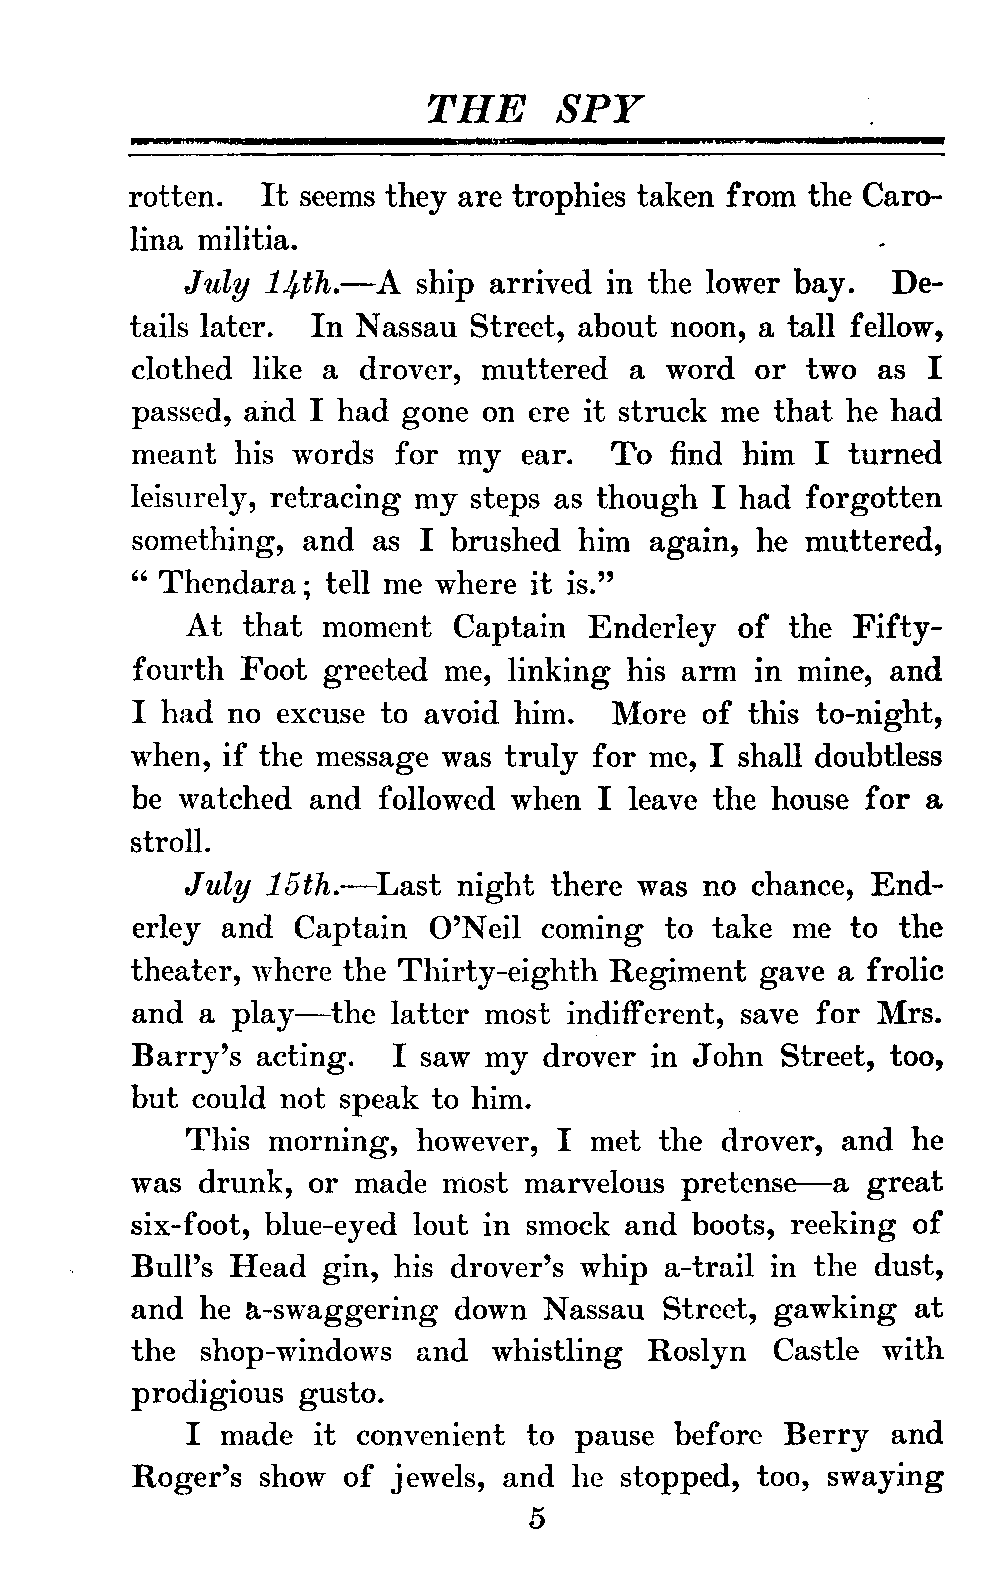 THE SPY
rotten. It seems they are trophies taken from the Caro-
lina militia.
July 14th.—A ship arrived in the lower bay. De-
tails later. In Nassau Street, about noon, a tall fellow,
clothed like a drover, muttered a word or two as I
passed, and I had gone on ere it struck me that he had
meant his words for my ear. To find him I turned
leisurely, retracing my steps as though I had forgotten
something, and as I brushed him again, he muttered,
“ Thendara; tell me where it is.”
At that moment Captain Enderley of the Fifty-
fourth Foot greeted me, linking his arm in mine, and
I had no excuse to avoid him. More of this to-night,
when, if the message was truly for me, I shall doubtless
be watched and followed when I leave the house for a
stroll.
July 15th.—Last night there was no chance, End-
erley and Captain O’Neil coming to take me to the
theater, where the Thirty-eighth Regiment gave a frolic
and a play—the latter most indifferent, save for Mrs.
Barry’s acting. I saw my drover in John Street, too,
but could not speak to him.
This morning, however, I met the drover, and he
was drunk, or made most marvelous pretense—a great
six-foot, blue-eyed lout in smock and boots, reeking of
Bull’s Head gin, his drover’s whip a-trail in the dust,
and he a-swaggering down Nassau Street, gawking at
the shop-windows and whistling Roslyn Castle with
prodigious gusto.
I made it convenient to pause before Berry and
Roger’s show of jewels, and he stopped, too, swaying
5